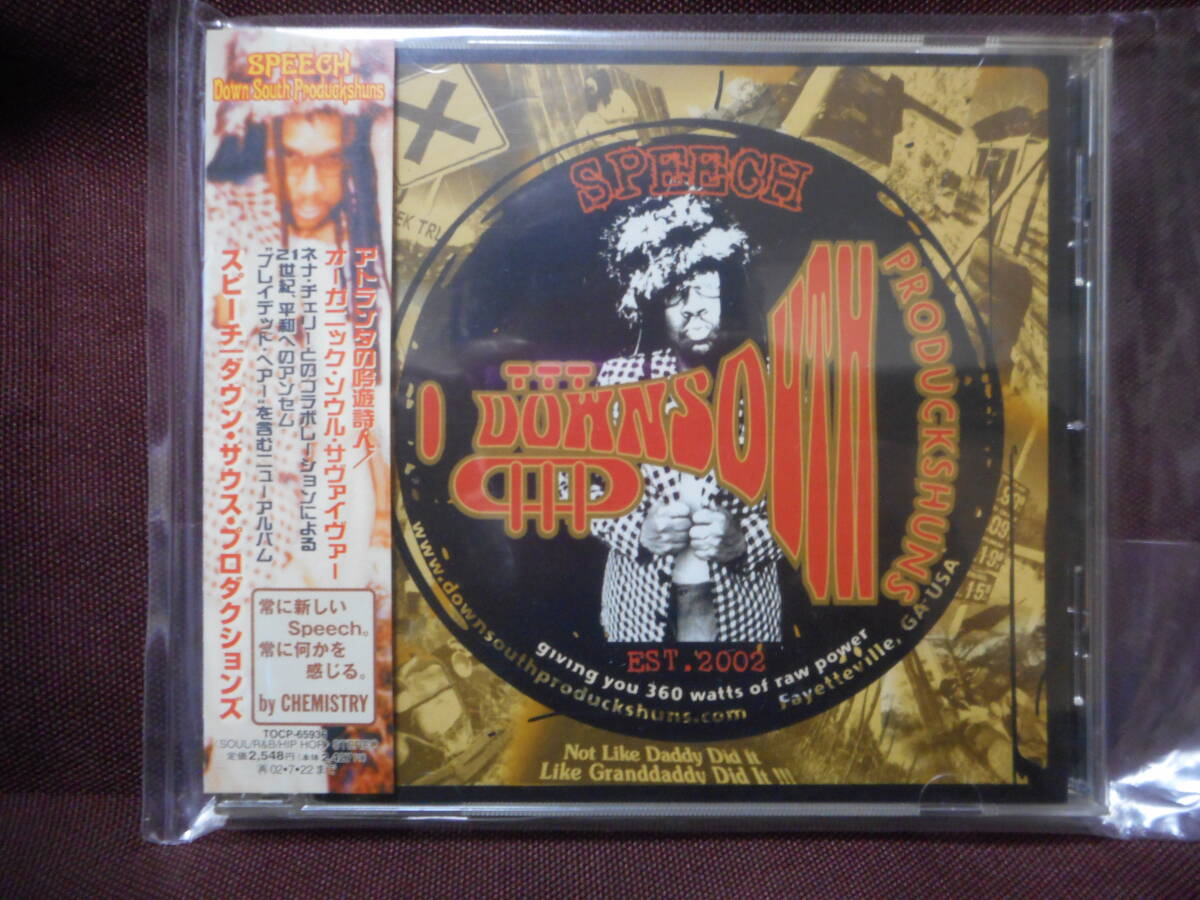 SPEECH
Down South Produckshuns
アトランタの吟遊詩人/
オーガニック・ソウル・サヴァイヴァー
ネナ・チェリーとのコラボレーションによる
21世紀、平和へのアンセム
"ブレイデッド・ヘアー"を含むニューアルバム
スピーチ/ダウン・サウス・プロダクションズ
常に新しい
Speech。
常に何かを
感じる。
by CHEMISTRY
TOCP-65936
(SOUL/R&B/HIP HOP) STEREO
定価2,548円
再 02・7・22まで
SPEECH
DOWNSOUTH
PRODUCKSHUNS
EST.2002
giving you 360 watts of raw power
www.downsouthproduckshuns.com
Fayetteville, GA USA
Not Like Daddy Did It
Like Granddaddy Did It !!!